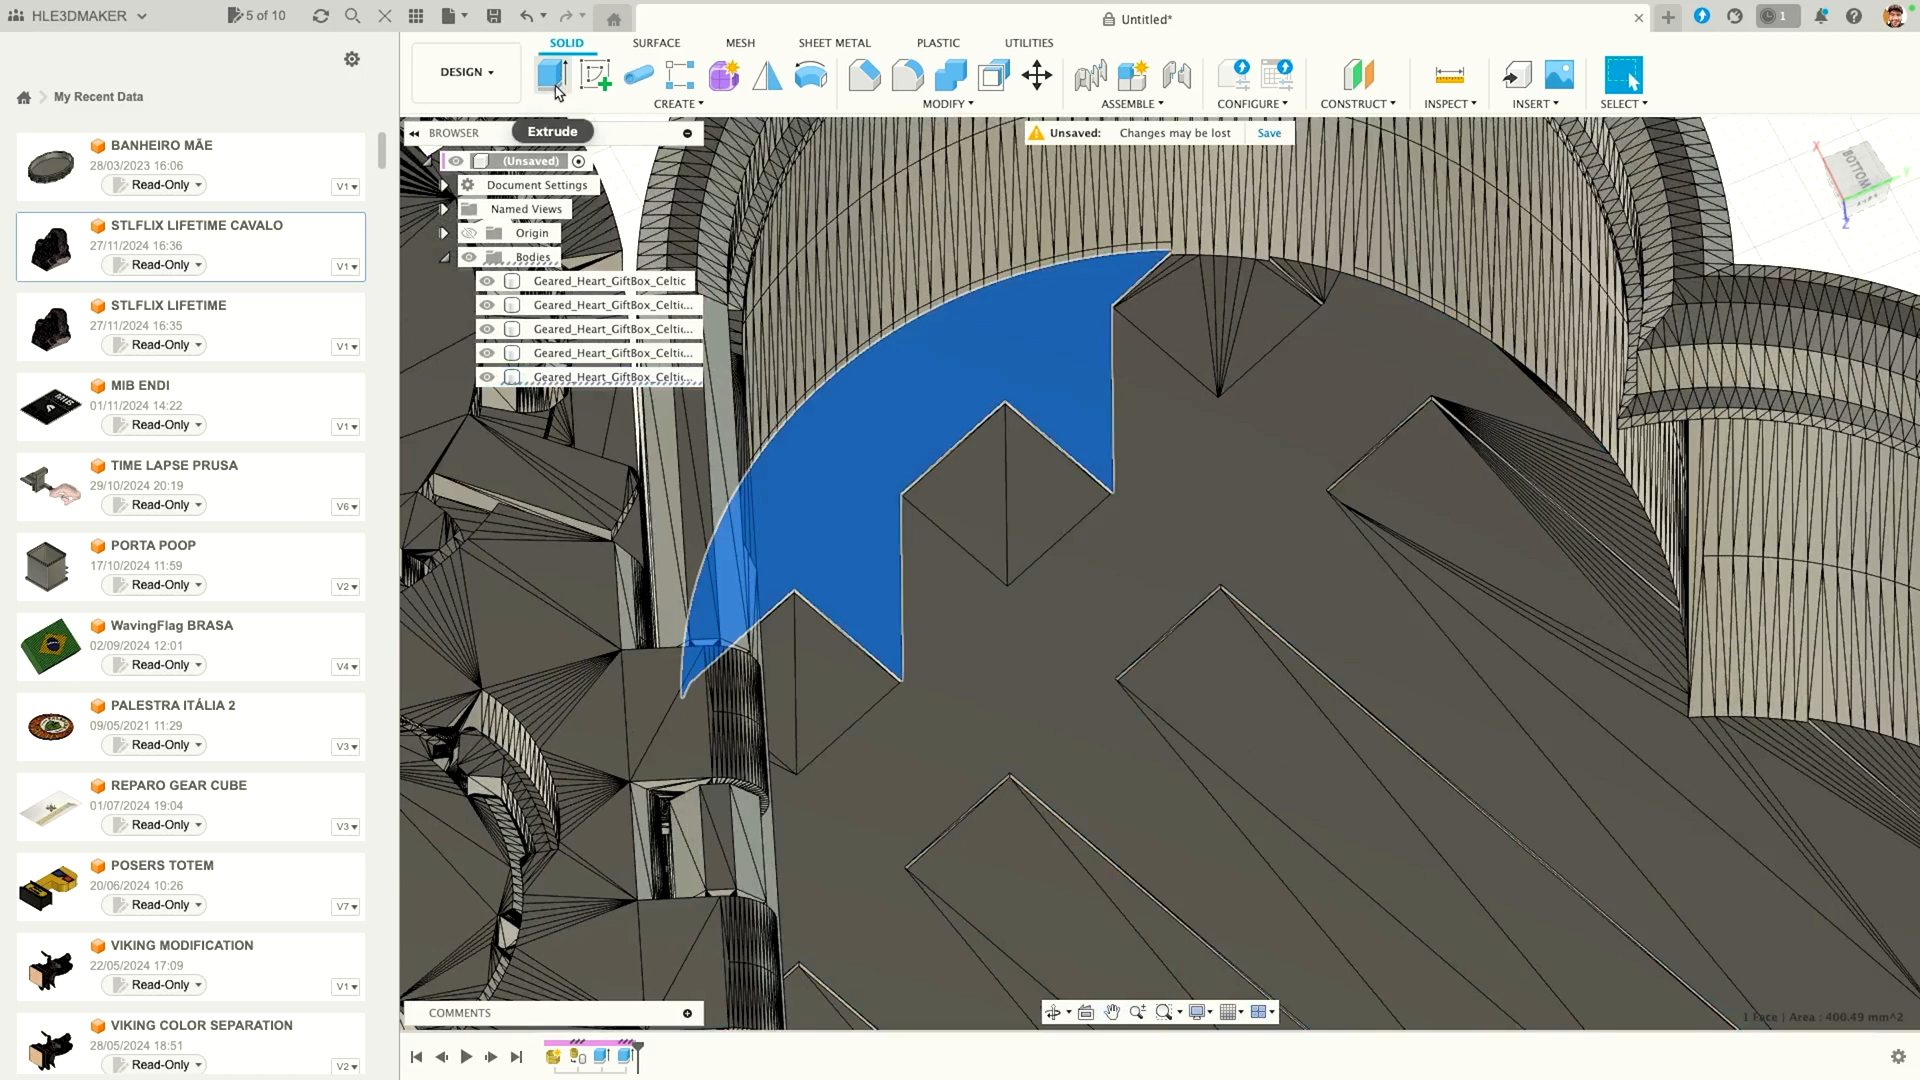 HLE3DMAKER
5 of 10
Untitled*
1
My Recent Data
BANHEIRO MÃE
28/03/2023 16:06
Read-Only
V1
STLFLIX LIFETIME CAVALO
27/11/2024 16:36
Read-Only
V1
STLFLIX LIFETIME
27/11/2024 16:35
Read-Only
V1
MIB ENDI
01/11/2024 14:22
Read-Only
V1
TIME LAPSE PRUSA
29/10/2024 20:19
Read-Only
V6
PORTA POOP
17/10/2024 11:59
Read-Only
V2
WavingFlag BRASA
02/09/2024 12:01
Read-Only
V4
PALESTRA ITÁLIA 2
09/05/2021 11:29
Read-Only
V3
REPARO GEAR CUBE
01/07/2024 19:04
Read-Only
V3
POSERS TOTEM
20/06/2024 10:26
Read-Only
V7
VIKING MODIFICATION
22/05/2024 17:09
Read-Only
V1
VIKING COLOR SEPARATION
28/05/2024 18:51
Read-Only
V2
DESIGN
SOLID
SURFACE
MESH
SHEET METAL
PLASTIC
UTILITIES
CREATE
MODIFY
ASSEMBLE
CONFIGURE
CONSTRUCT
INSPECT
INSERT
SELECT
BROWSER
Extrude
Unsaved: Changes may be lost Save
(Unsaved)
Document Settings
Named Views
Origin
Bodies
Geared_Heart_GiftBox_Celtic
Geared_Heart_GiftBox_Celtic...
Geared_Heart_GiftBox_Celtic...
Geared_Heart_GiftBox_Celtic...
Geared_Heart_GiftBox_Celtic...
X
Y
Z
BOTTOM
COMMENTS
1 Face | Area : 400.49 mm^2